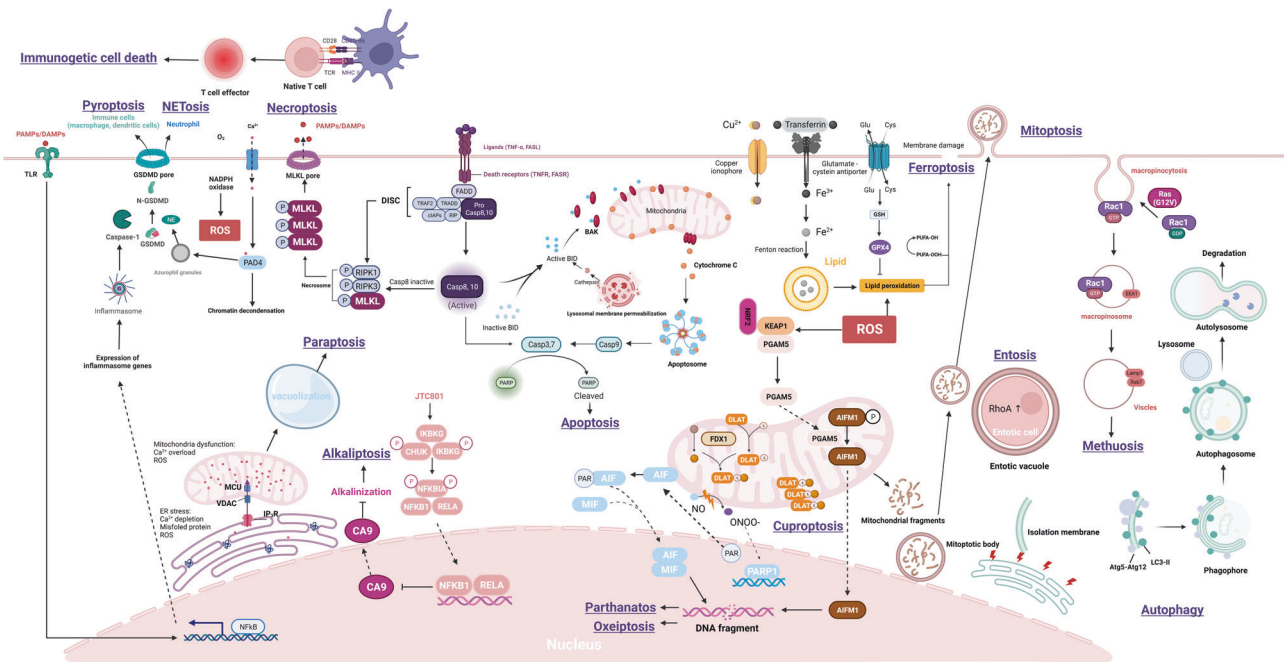 Immunogetic cell death
T cell effector
CD28
CD80/86
TCR
MHC II
Native T cell
Pyroptosis
Immune cells
(macrophage, dendritic cells)
NETosis
Neutrophil
Necroptosis
PAMPs/DAMPs
PAMPs/DAMPs
TLR
GSDMD pore
N-GSDMD
GSDMD
Caspase-1
NE
Azurophil granules
Inflammasome
Expression of
inflammasome genes
O₂
NADPH
oxidase
ROS
Ca²⁺
PAD4
Chromatin decondensation
MLKL pore
P
MLKL
P
MLKL
P
MLKL
Necrosome
P
RIPK1
P
RIPK3
P
MLKL
Casp8 inactive
DISC
Ligands (TNF-α, FASL)
Death receptors (TNFR, FASR)
FADD
TRAF2
TRADD
cIAPs
RIP
Pro
Casp8,10
Casp8, 10
(Active)
Inactive BID
Active BID
BAK
Mitochondria
Cathepsin
Lysosomal membrane permeabilization
Cytochrome C
Apoptosome
Casp9
Casp3,7
PARP
PARP
Cleaved
Apoptosis
Cu²⁺
Copper
ionophore
Transferrin
Fe³⁺
Fe²⁺
Fenton reaction
Lipid
Glutamate -
cystein antiporter
Glu
Cys
Glu
Cys
GSH
GPX4
Lipid peroxidation
Membrane damage
Ferroptosis
PUFA-OH
PUFA-OOH
ROS
NRF2
KEAP1
PGAM5
PGAM5
PGAM5
AIFM1
P
AIFM1
Mitoptosis
Mitochondrial fragments
Mitoptotic body
macropinocytosis
Rac1
GTP
Ras
(G12V)
Rac1
GDP
Rac1
GTP
EEA1
macropinosome
Lamp1
Rab7
Viscles
Methuosis
Entosis
RhoA ↑
Entotic cell
Entotic vacuole
Degradation
Autolysosome
Lysosome
Autophagosome
Phagophore
Atg5-Atg12
LC3-II
Isolation membrane
Autophagy
Paraptosis
vacuolization
Mitochondria dysfunction:
Ca²⁺ overload
ROS
MCU
VDAC
IP₃R
ER stress:
Ca²⁺ depletion
Misfoled protein
ROS
Alkaliptosis
Alkalinization
CA9
CA9
JTC801
IKBKG
P
CHUK
IKBKG
P
P
NFKBIA
P
NFKB1
RELA
NFKB1
RELA
NFkB
Nucleus
PAR
AIF
AIF
MIF
AIF
MIF
FDX1
DLAT
DLAT
DLAT
DLAT
DLAT
DLAT
DLAT
Cuproptosis
NO
ONOO-
PAR
PARP1
Parthanatos
Oxeiptosis
DNA fragment
AIFM1